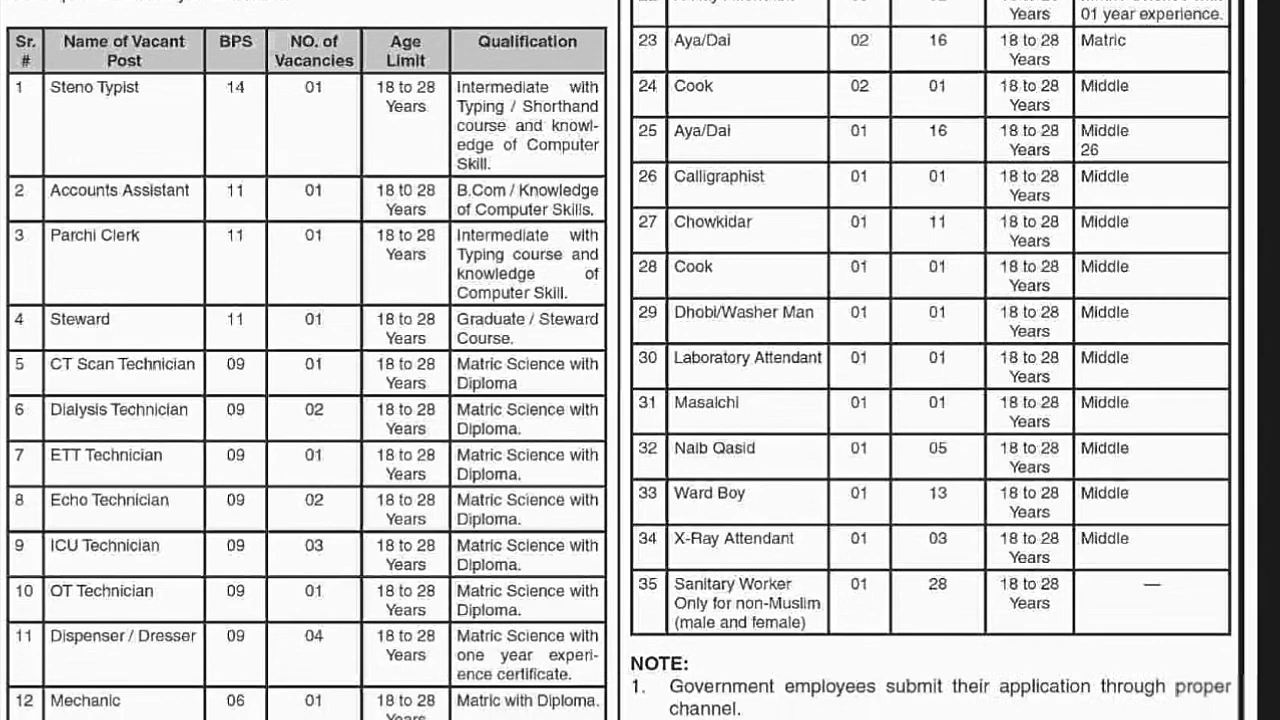 Sr. # Name of Vacant Post BPS NO. of Vacancies Age Limit Qualification
1 Steno Typist 14 01 18 to 28 Years Intermediate with
Typing / Shorthand
course and knowl-
edge of Computer
Skill.
2 Accounts Assistant 11 01 18 to 28 Years B.Com / Knowledge
of Computer Skills.
3 Parchi Clerk 11 01 18 to 28 Years Intermediate with
Typing course and
knowledge of
Computer Skill.
4 Steward 11 01 18 to 28 Years Graduate / Steward
Course.
5 CT Scan Technician 09 01 18 to 28 Years Matric Science with
Diploma
6 Dialysis Technician 09 02 18 to 28 Years Matric Science with
Diploma.
7 ETT Technician 09 01 18 to 28 Years Matric Science with
Diploma.
8 Echo Technician 09 02 18 to 28 Years Matric Science with
Diploma.
9 ICU Technician 09 03 18 to 28 Years Matric Science with
Diploma.
10 OT Technician 09 01 18 to 28 Years Matric Science with
Diploma.
11 Dispenser / Dresser 09 04 18 to 28 Years Matric Science with
one year experi-
ence certificate.
12 Mechanic 06 01 18 to 28 Years Matric with Diploma.
Years 01 year experience.
23 Aya/Dai 02 16 18 to 28 Years Matric
24 Cook 02 01 18 to 28 Years Middle
25 Aya/Dai 01 16 18 to 28 Years Middle
26
26 Calligraphist 01 01 18 to 28 Years Middle
27 Chowkidar 01 11 18 to 28 Years Middle
28 Cook 01 01 18 to 28 Years Middle
29 Dhobi/Washer Man 01 01 18 to 28 Years Middle
30 Laboratory Attendant 01 01 18 to 28 Years Middle
31 Masalchi 01 01 18 to 28 Years Middle
32 Naib Qasid 01 05 18 to 28 Years Middle
33 Ward Boy 01 13 18 to 28 Years Middle
34 X-Ray Attendant 01 03 18 to 28 Years Middle
35 Sanitary Worker 01 28 18 to 28 Years —
Only for non-Muslim
(male and female)
NOTE:
1. Government employees submit their application through proper
channel.